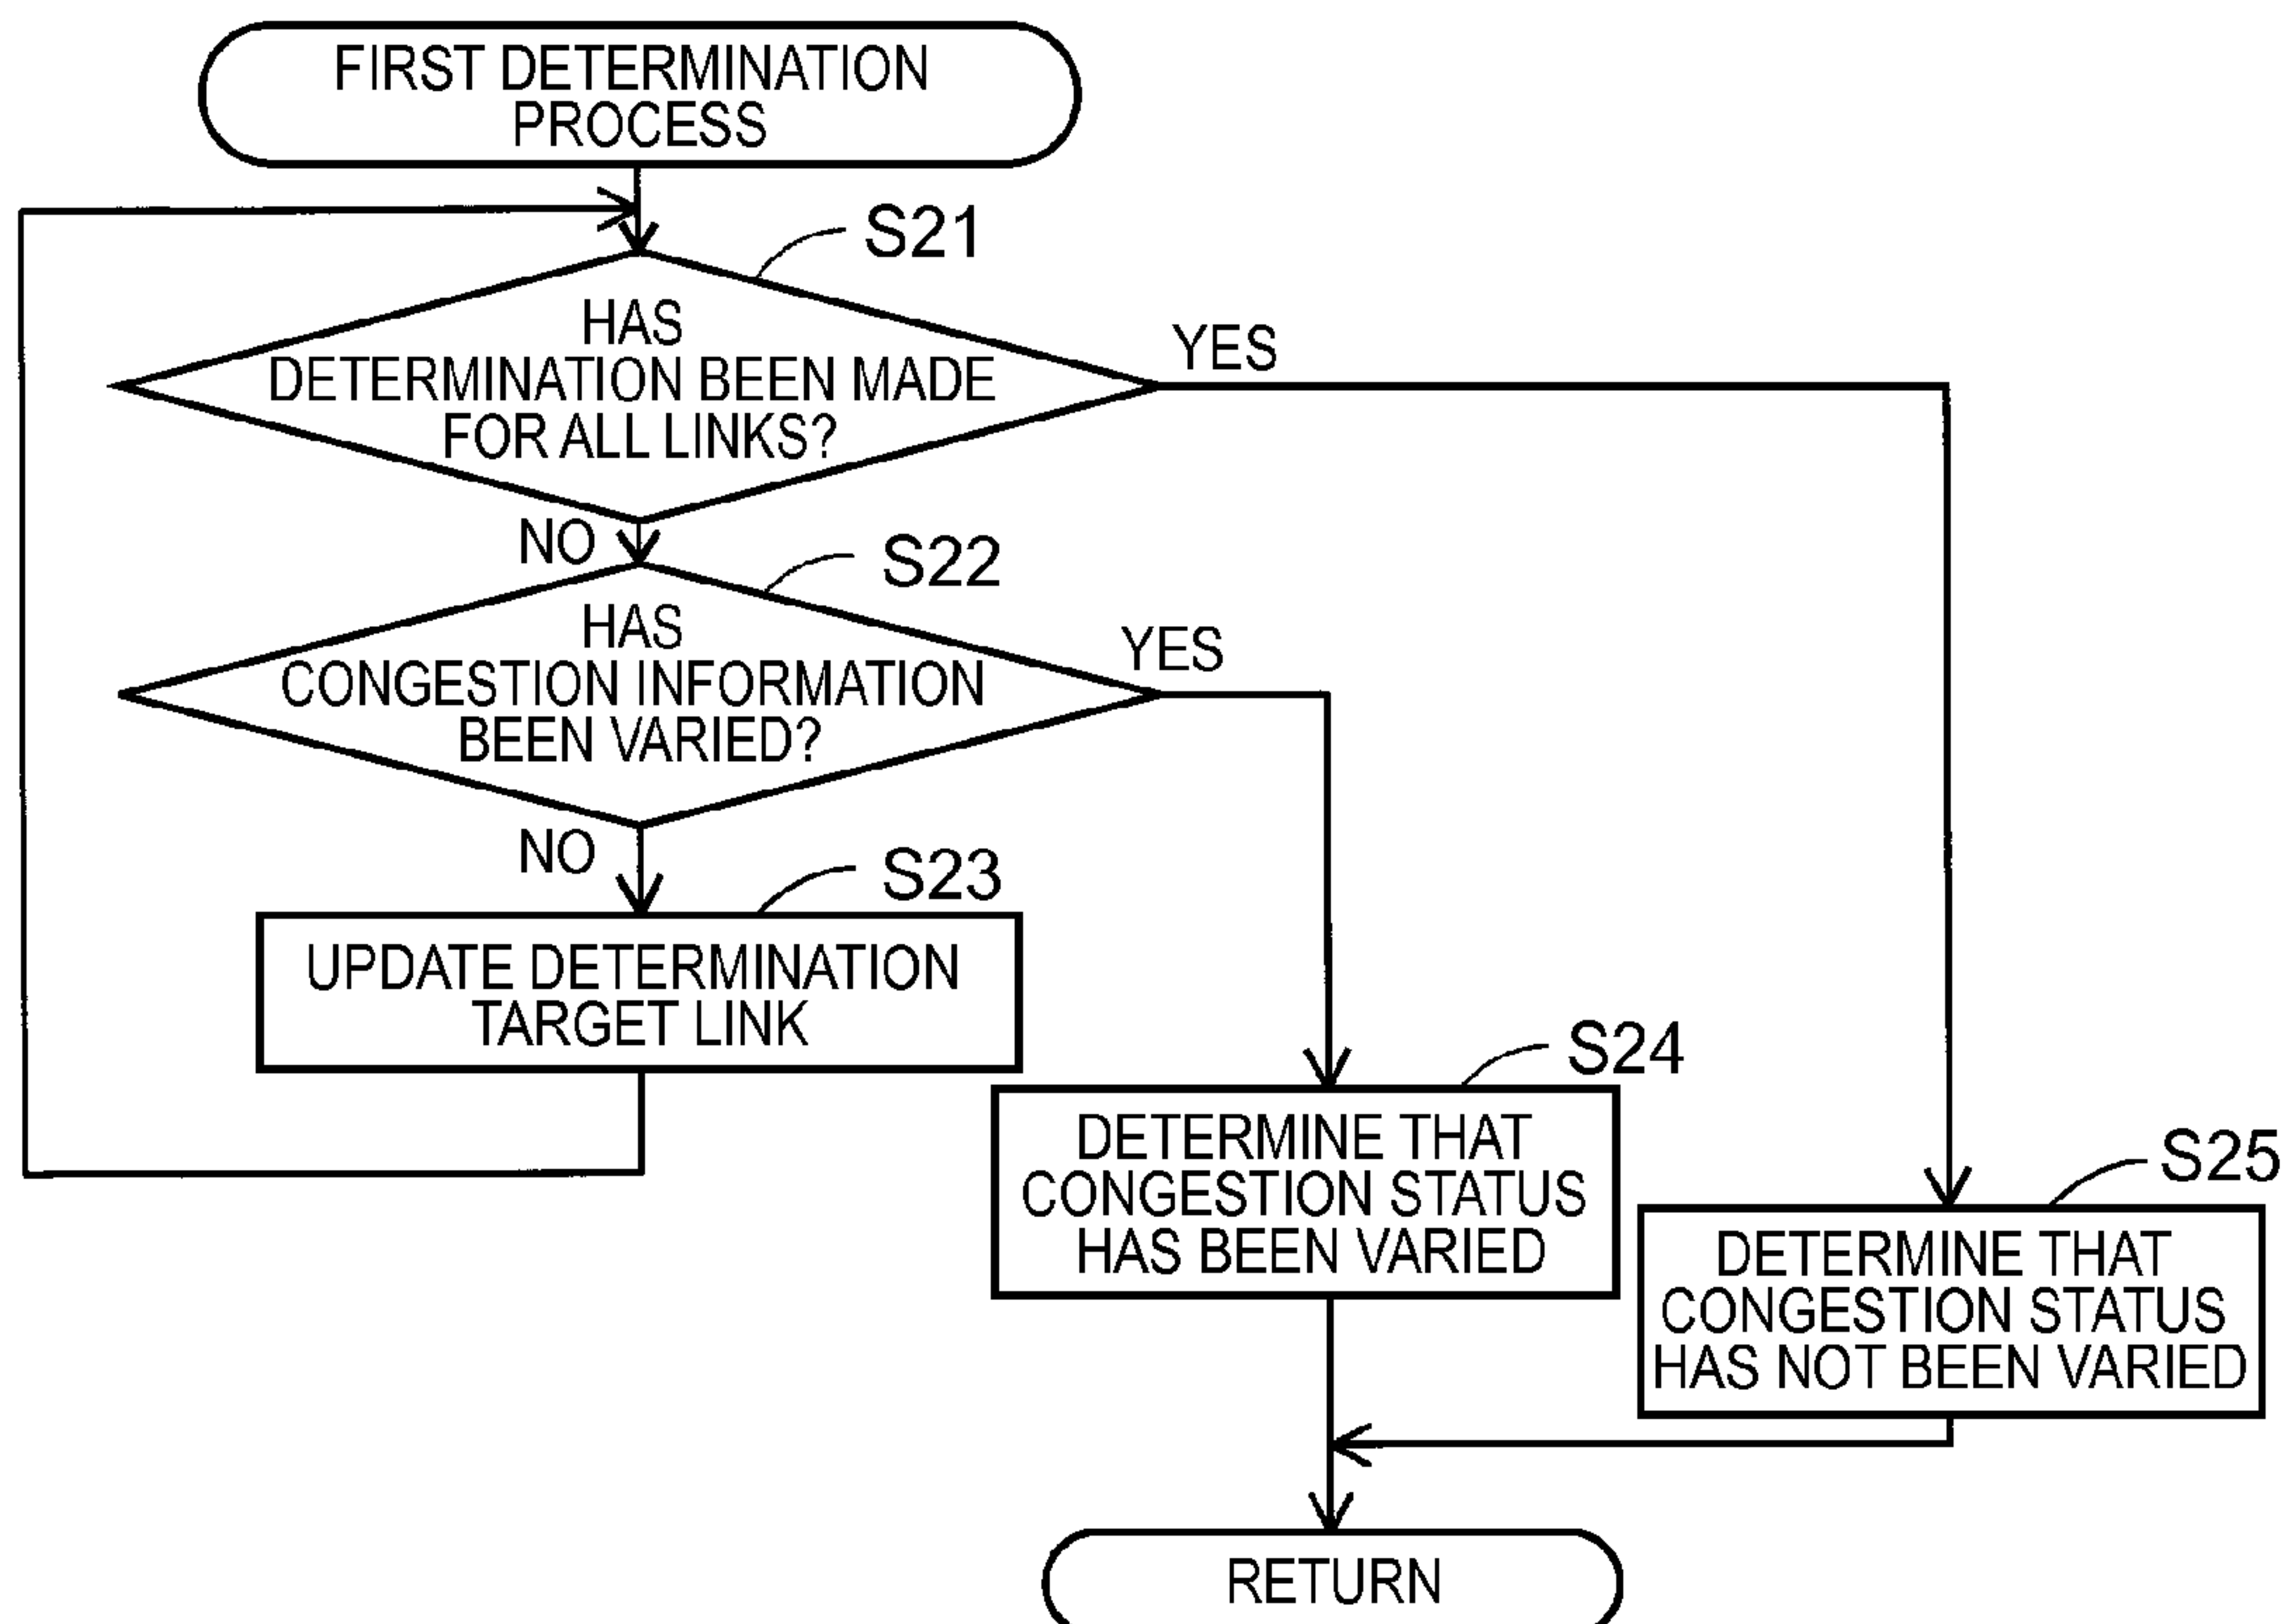 FIRST DETERMINATION
PROCESS
S21
HAS
DETERMINATION BEEN MADE
FOR ALL LINKS?
YES
NO
S22
HAS
CONGESTION INFORMATION
BEEN VARIED?
YES
NO
S23
UPDATE DETERMINATION
TARGET LINK
S24
DETERMINE THAT
CONGESTION STATUS
HAS BEEN VARIED
S25
DETERMINE THAT
CONGESTION STATUS
HAS NOT BEEN VARIED
RETURN